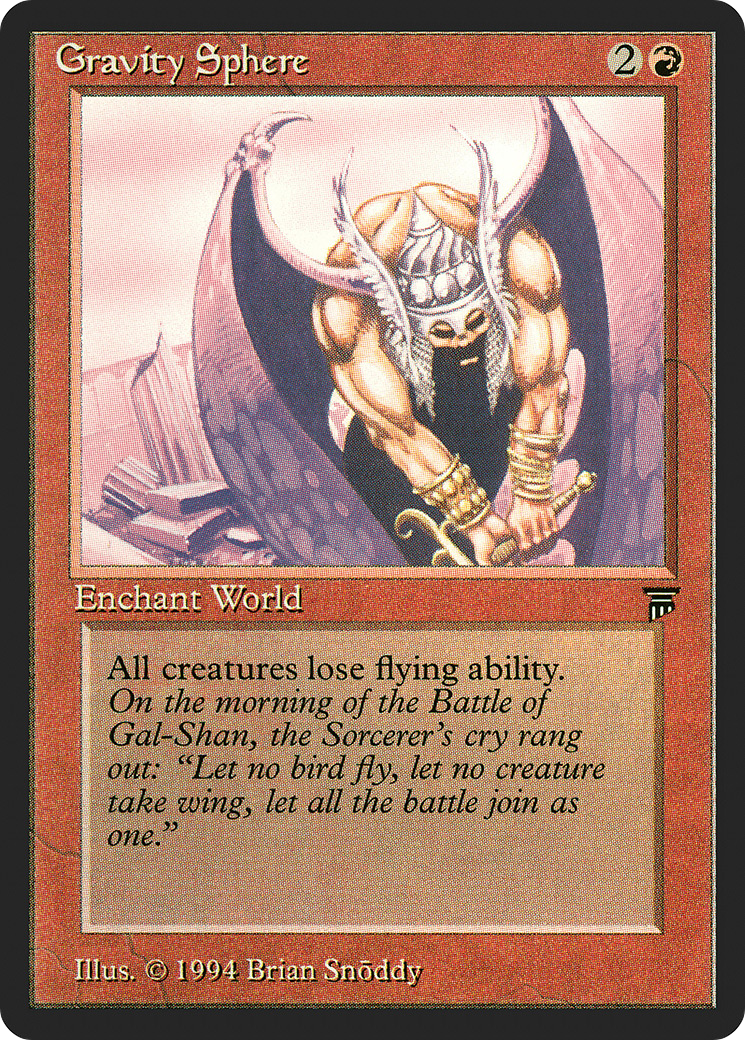 Gravity Sphere
2
Enchant World
All creatures lose flying ability.
On the morning of the Battle of
Gal-Shan, the Sorcerer's cry rang
out: “Let no bird fly, let no creature
take wing, let all the battle join as
one.”
Illus. © 1994 Brian Snōddy